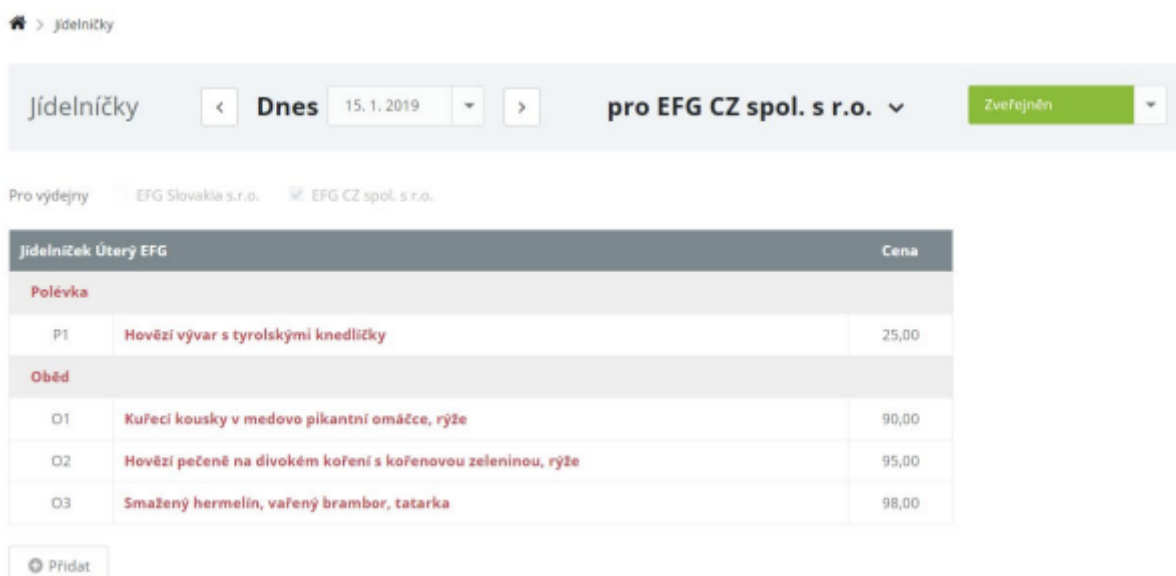 > Jídelníčky
Jídelníčky < Dnes 15. 1. 2019 > pro EFG CZ spol. s r.o. Zveřejněn
Pro výdejny EFG Slovakia s.r.o. EFG CZ spol. s r.o.
Jídelníček Úterý EFG Cena
Polévka
P1 Hovězí vývar s tyrolskými knedlíčky 25,00
Oběd
O1 Kuřecí kousky v medovo pikantní omáčce, rýže 90,00
O2 Hovězí pečeně na divokém koření s kořenovou zeleninou, rýže 95,00
O3 Smažený hermelín, vařený brambor, tatarka 98,00
Přidat